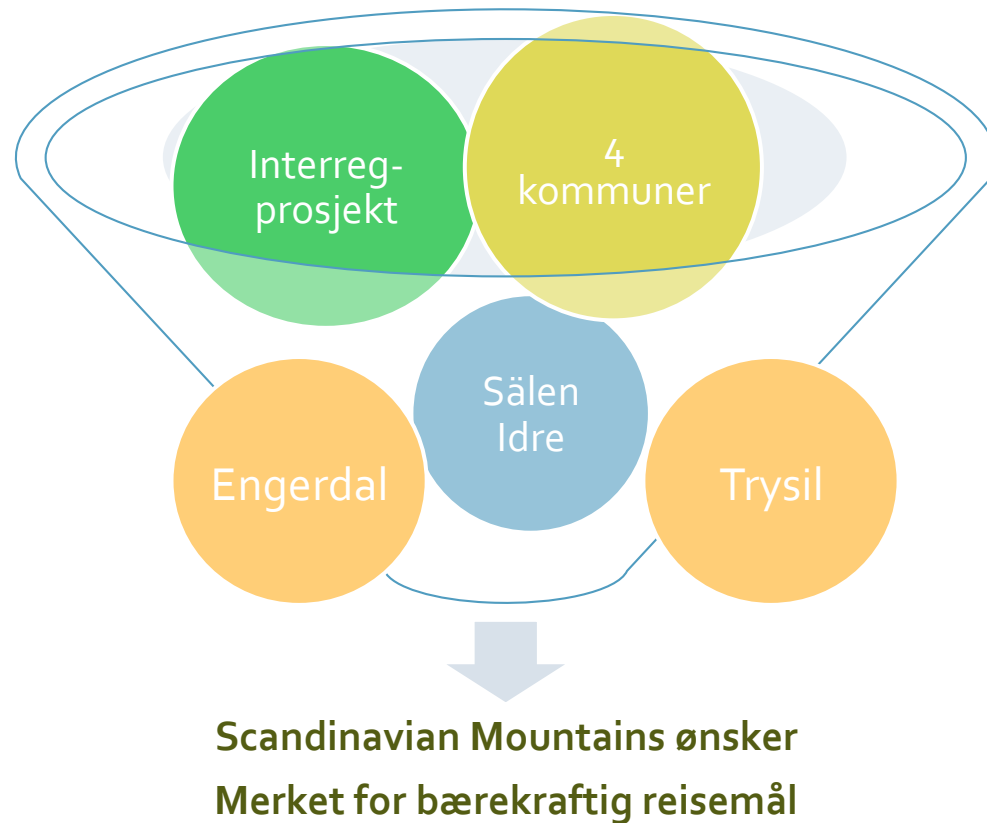 Interreg-
prosjekt
4
kommuner
Sälen
Idre
Engerdal
Trysil
Scandinavian Mountains ønsker
Merket for bærekraftig reisemål